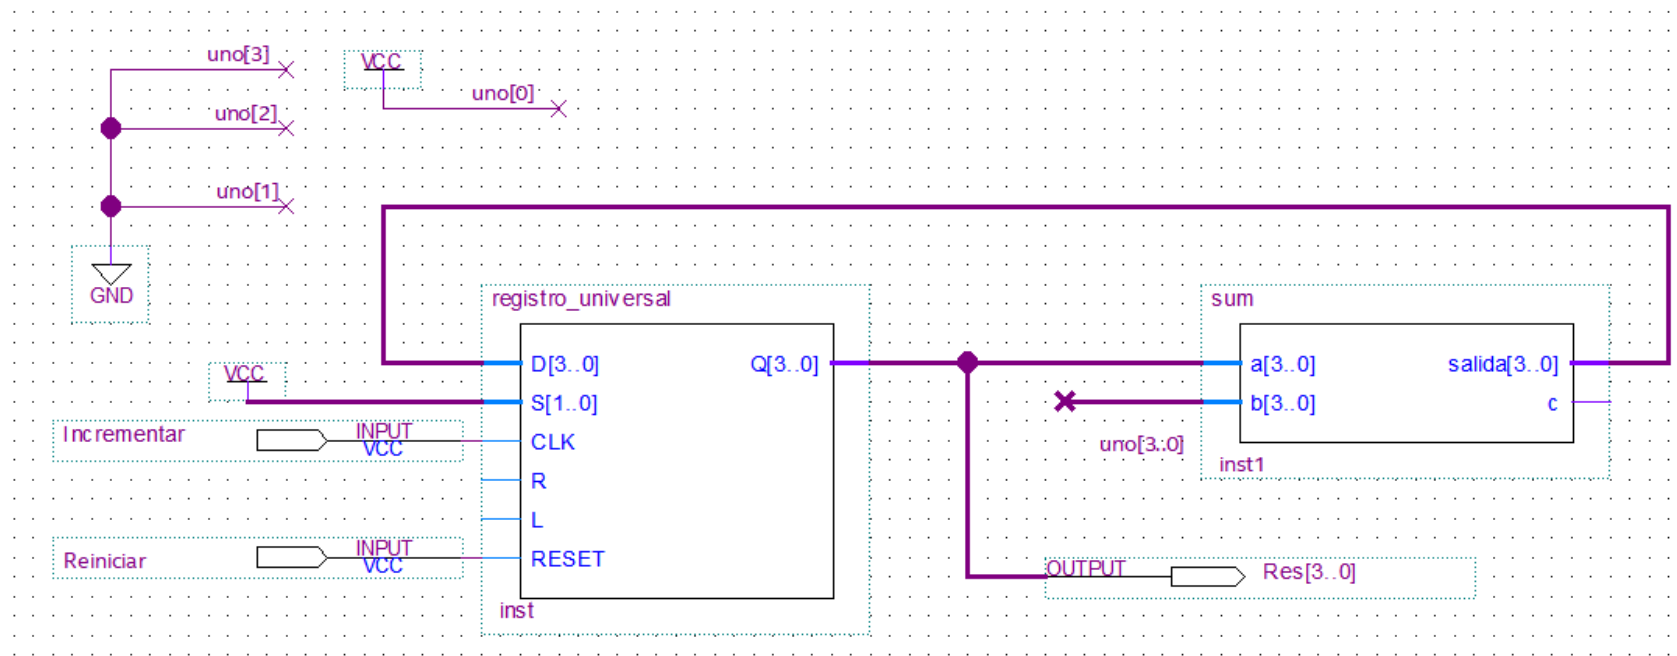 uno[3]
VCC
uno[0]
uno[2]
uno[1]
GND
registro_universal
sum
D[3..0]
Q[3..0]
a[3..0]
salida[3..0]
VCC
S[1..0]
b[3..0]
c
Incrementar
INPUT
VCC
CLK
uno[3..0]
inst1
R
L
Reiniciar
INPUT
VCC
RESET
OUTPUT
Res[3..0]
inst